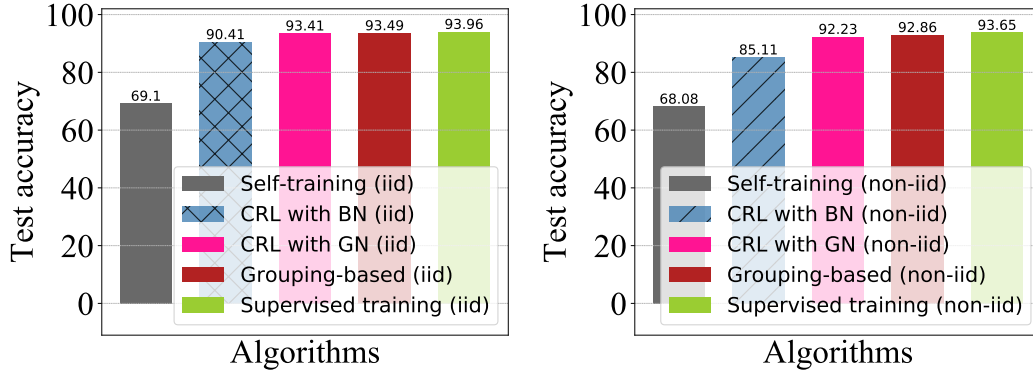 Test accuracy
100
80
60
40
20
0
69.1
90.41
93.41
93.49
93.96
Self-training (iid)
CRL with BN (iid)
CRL with GN (iid)
Grouping-based (iid)
Supervised training (iid)
Algorithms
Test accuracy
100
80
60
40
20
0
68.08
85.11
92.23
92.86
93.65
Self-training (non-iid)
CRL with BN (non-iid)
CRL with GN (non-iid)
Grouping-based (non-iid)
Supervised training (non-iid)
Algorithms